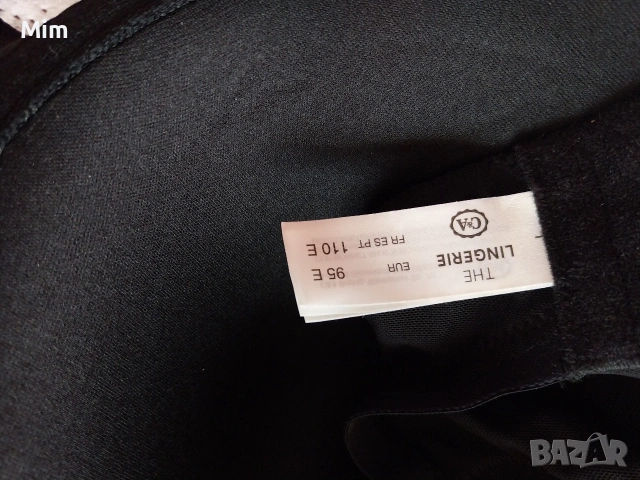 Mim
C&A
THE
LINGERIE
EUR 95 E
FR ES PT 110 E
BAZAR